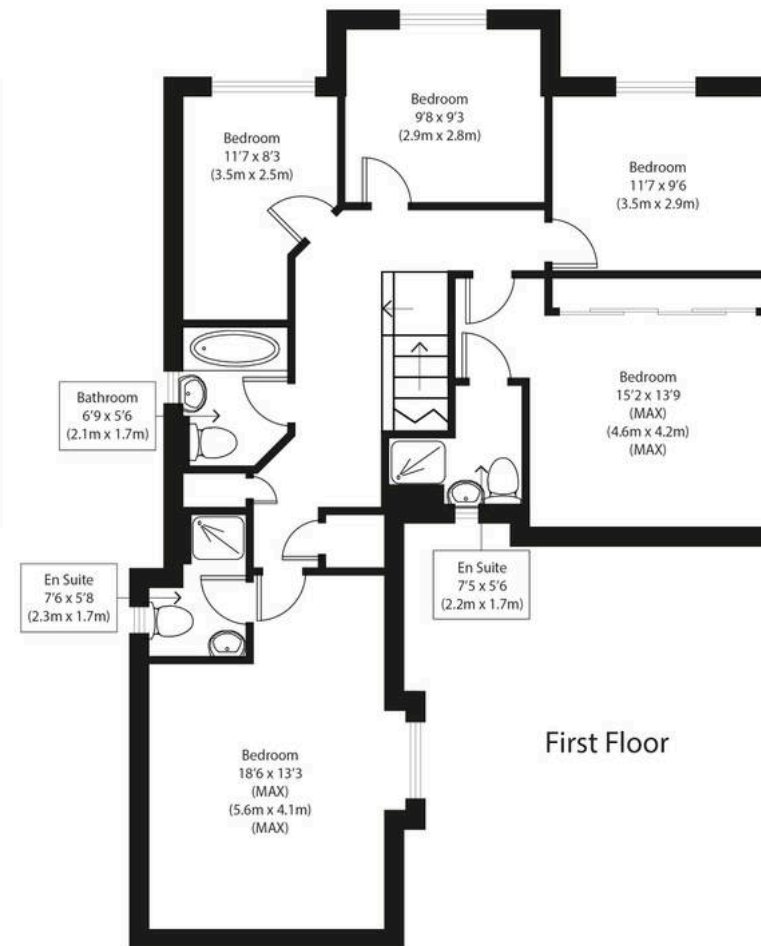 Bedroom
9'8 x 9'3
(2.9m x 2.8m)
Bedroom
11'7 x 8'3
(3.5m x 2.5m)
Bedroom
11'7 x 9'6
(3.5m x 2.9m)
Bathroom
6'9 x 5'6
(2.1m x 1.7m)
Bedroom
15'2 x 13'9
(MAX)
(4.6m x 4.2m)
(MAX)
En Suite
7'6 x 5'8
(2.3m x 1.7m)
En Suite
7'5 x 5'6
(2.2m x 1.7m)
Bedroom
18'6 x 13'3
(MAX)
(5.6m x 4.1m)
(MAX)
First Floor